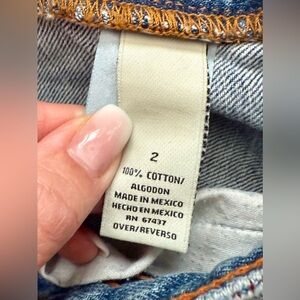 2
100% COTTON/
ALGODON
MADE IN MEXICO
HECHO EN MEXICO
RN 67437
OVER/REVERSO